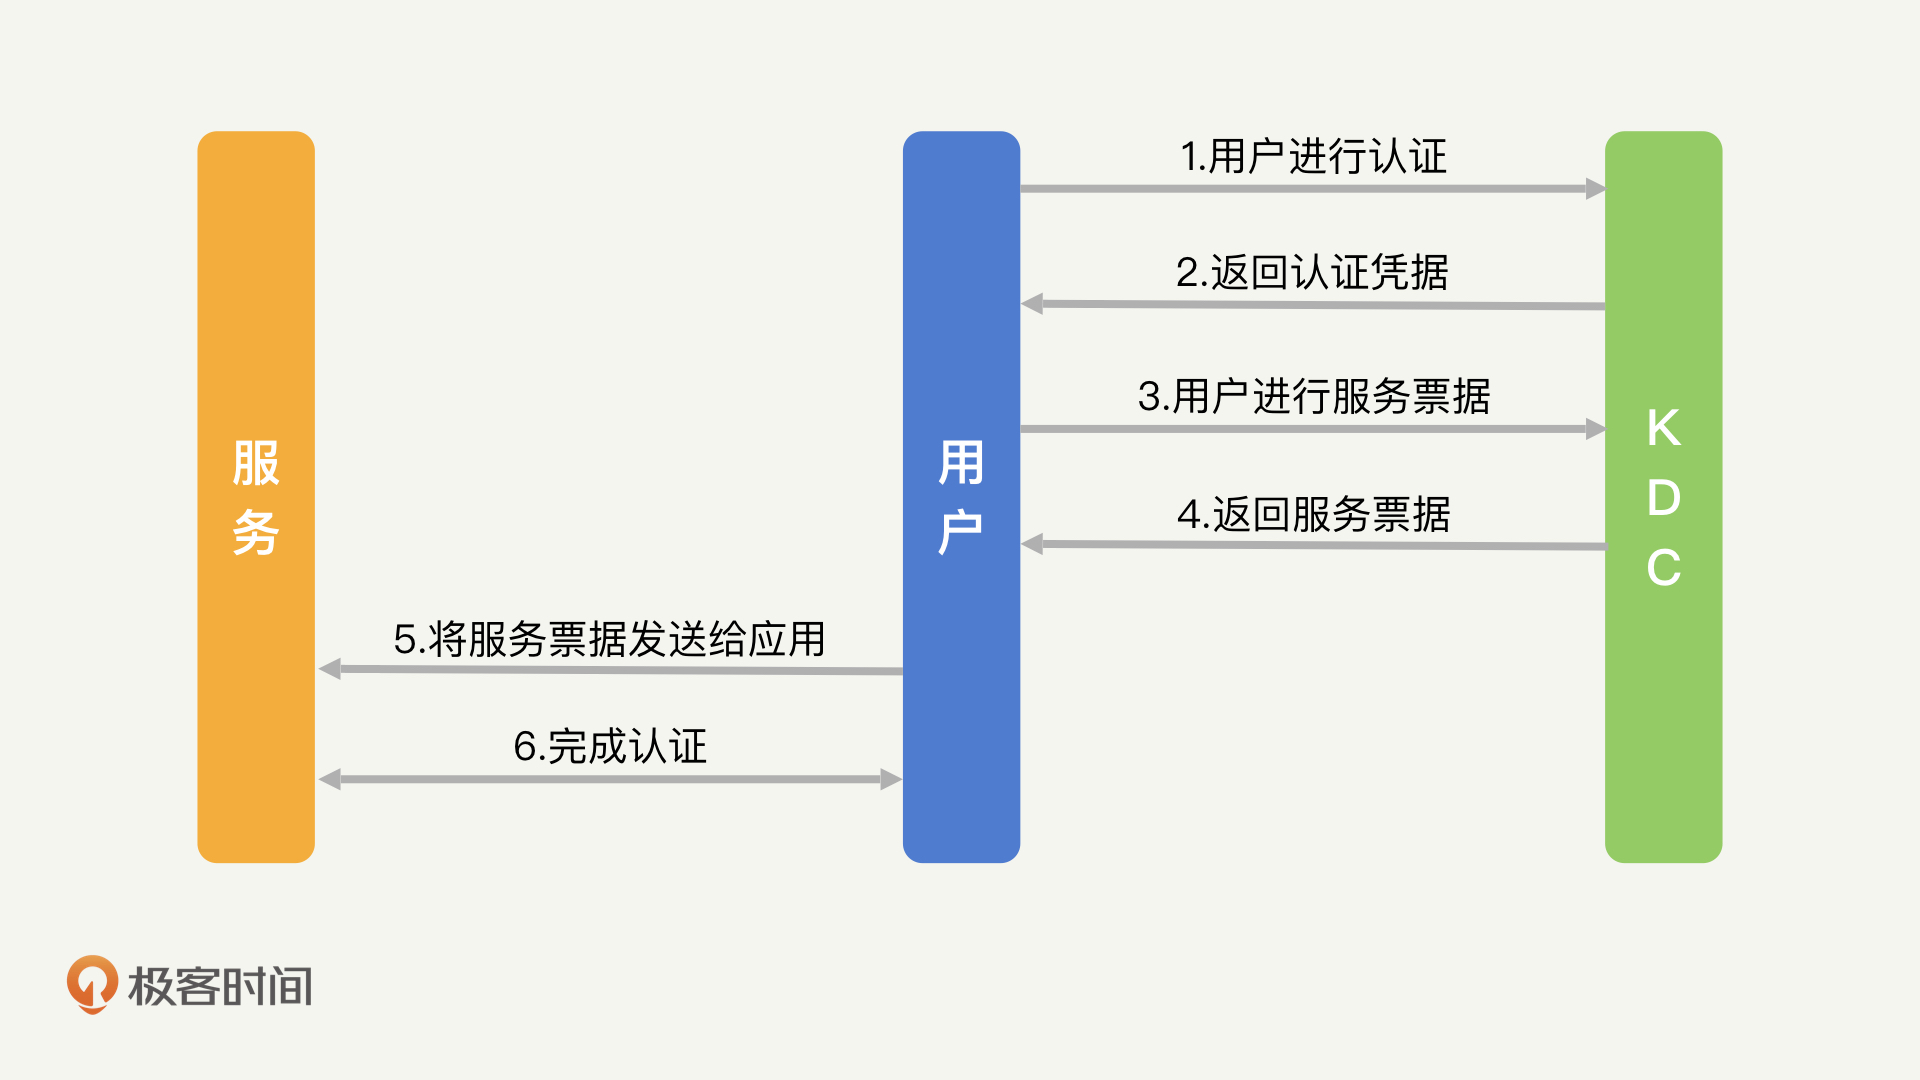 1.用户进行认证
2.返回认证凭据
3.用户进行服务票据
4.返回服务票据
5.将服务票据发送给应用
6.完成认证
服务
用户
KDC
极客时间